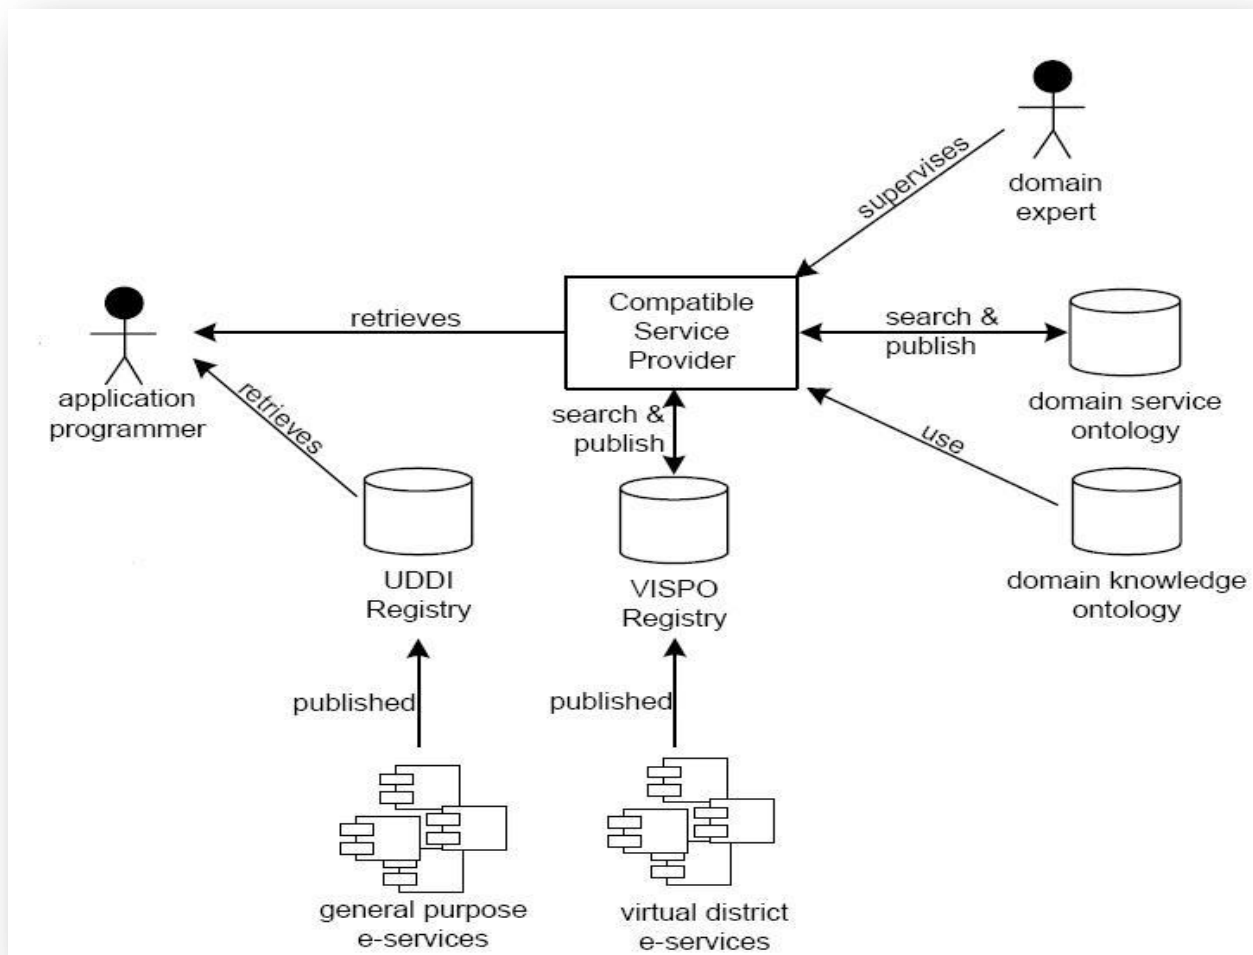 supervises
domain
expert
Compatible
Service
Provider
retrieves
search &
publish
application
programmer
retrieves
search &
publish
domain service
ontology
use
UDDI
Registry
VISPO
Registry
domain knowledge
ontology
published
published
general purpose
e-services
virtual district
e-services